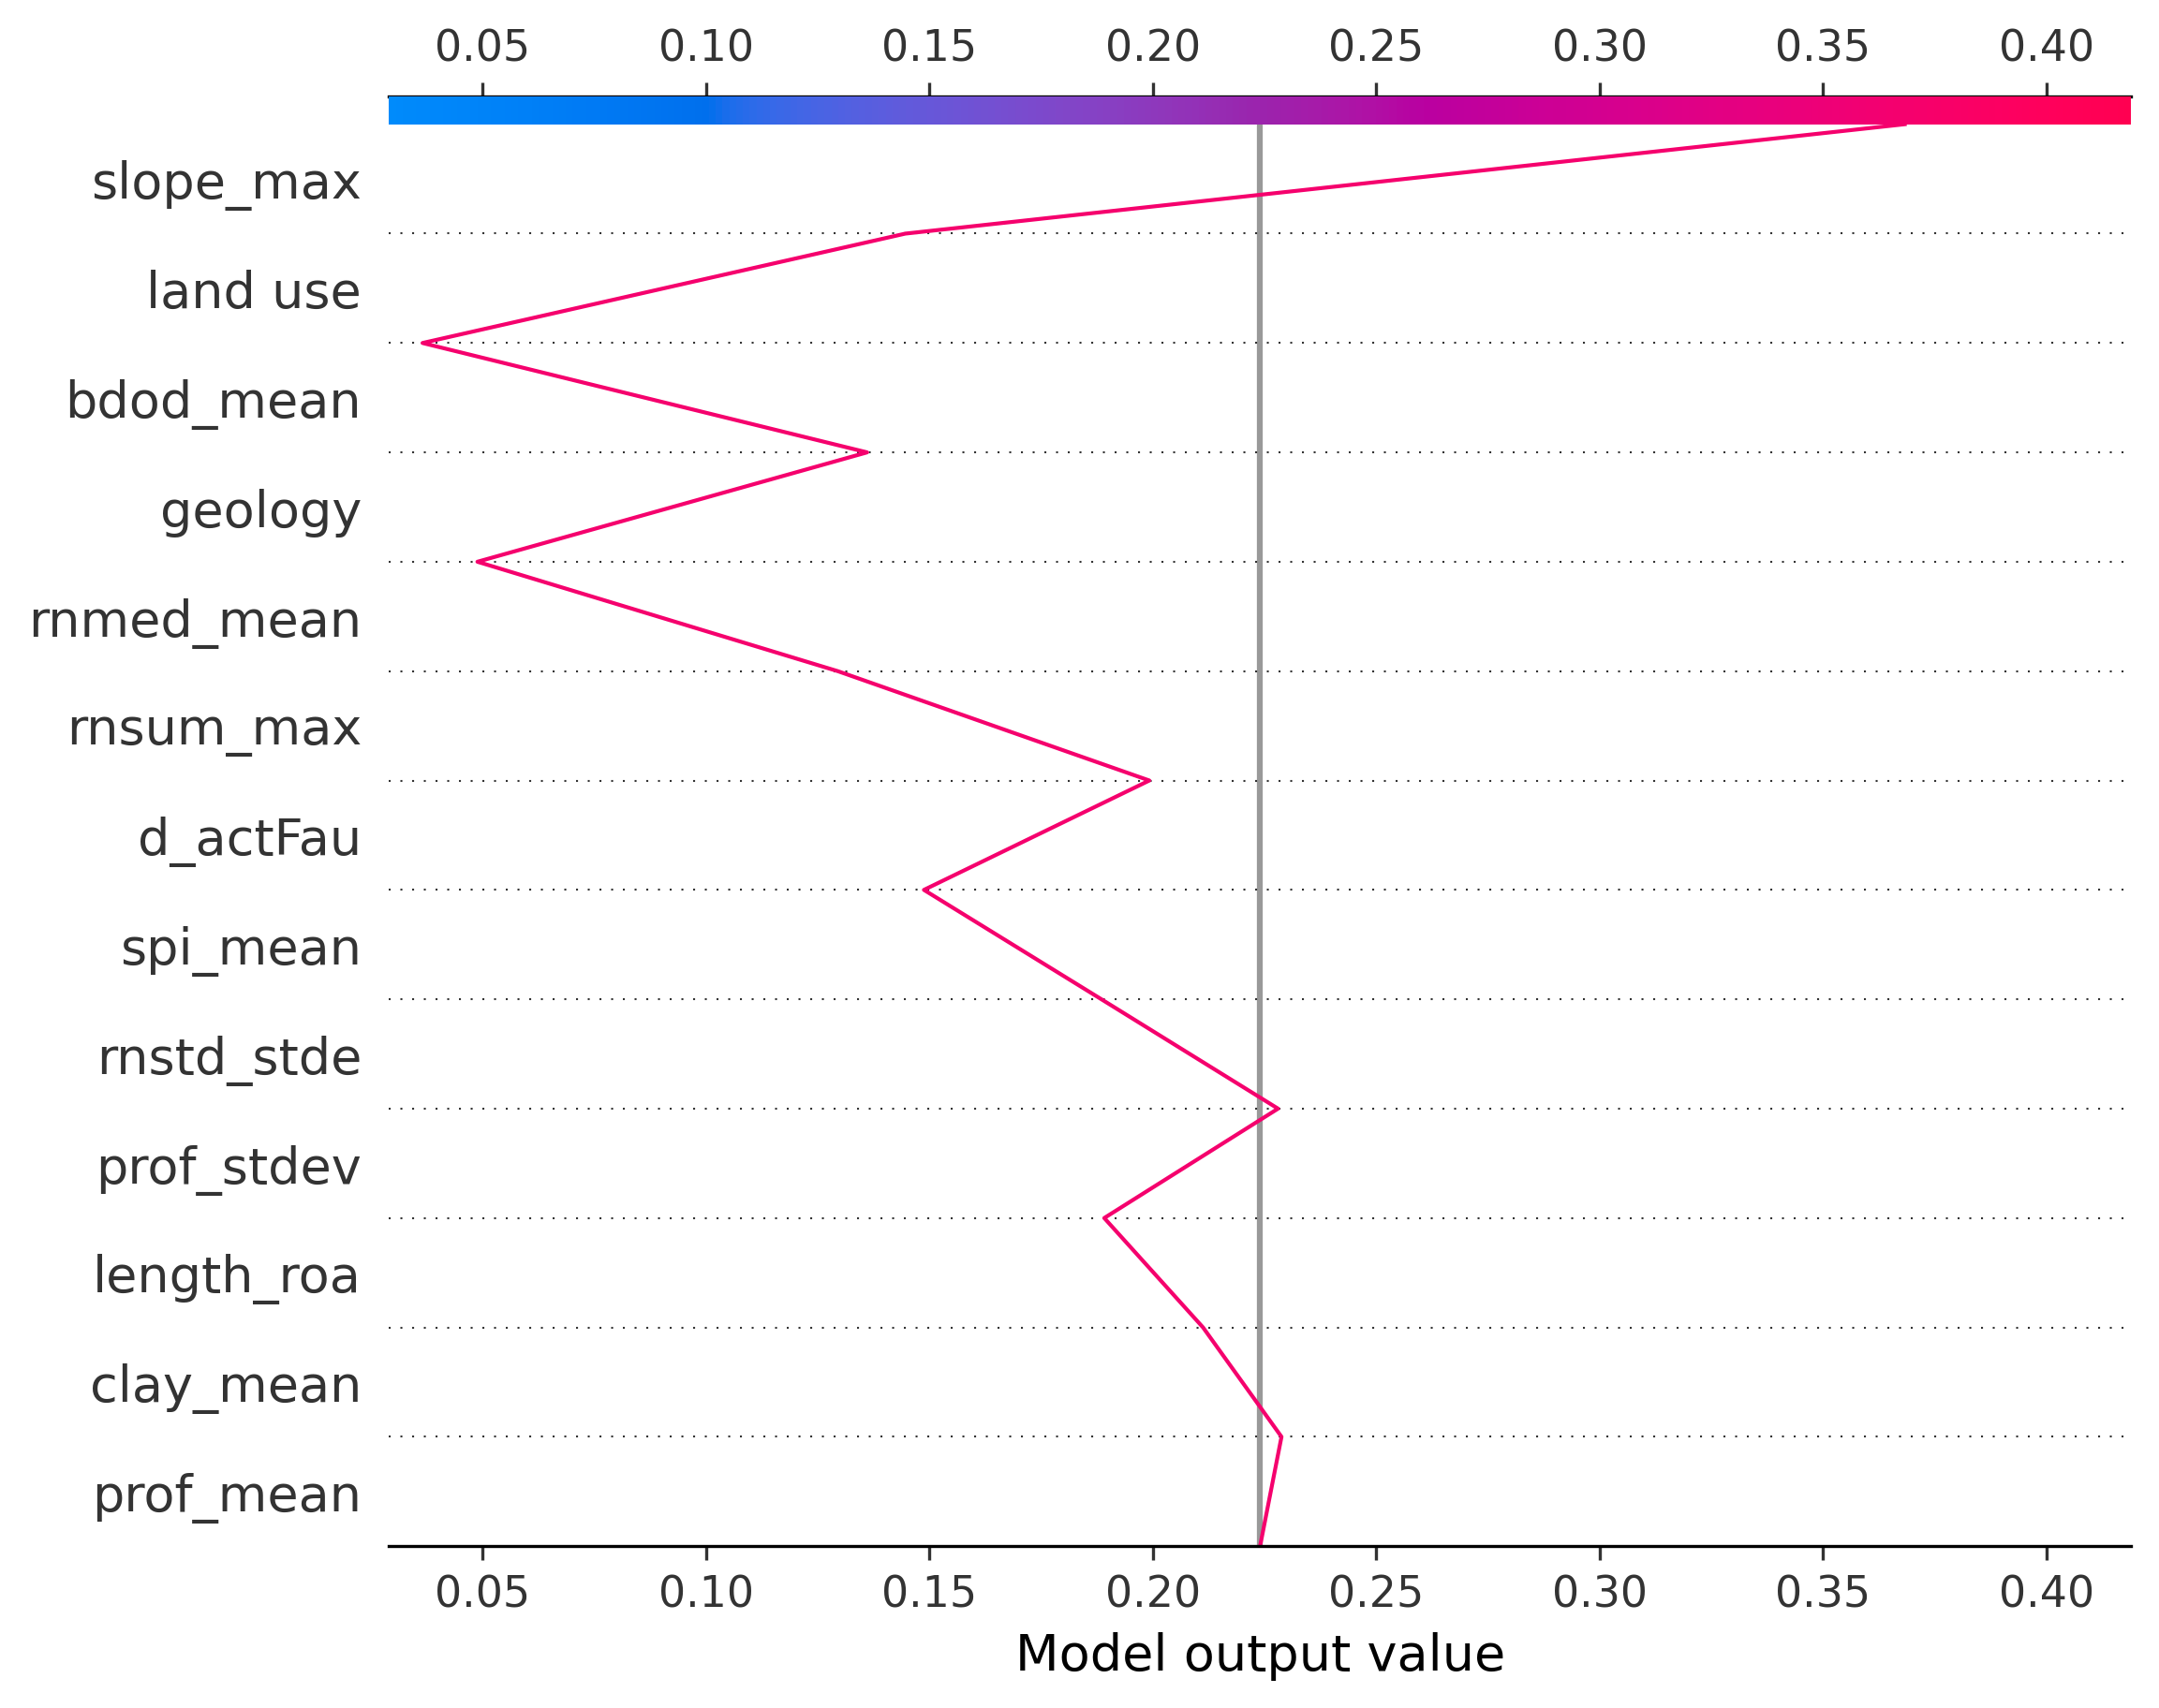 0.05 0.10 0.15 0.20 0.25 0.30 0.35 0.40
slope_max
land use
bdod_mean
geology
rnmed_mean
rnsum_max
d_actFau
spi_mean
rnstd_stde
prof_stdev
length_roa
clay_mean
prof_mean
0.05 0.10 0.15 0.20 0.25 0.30 0.35 0.40
Model output value